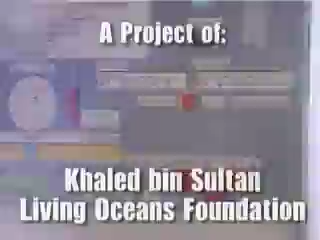 A Project of:
Khaled bin Sultan
Living Oceans Foundation